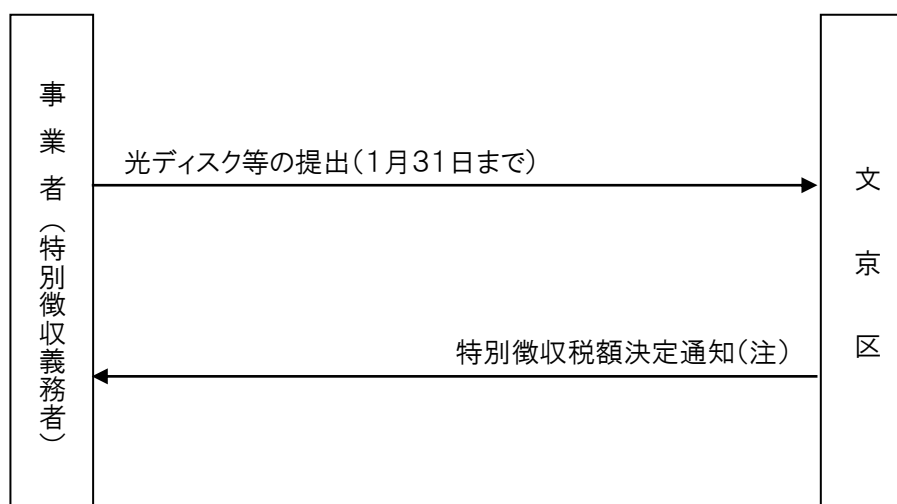 事業者（特別徴収義務者）
光ディスク等の提出（１月３１日まで）
特別徴収税額決定通知（注）
文京区